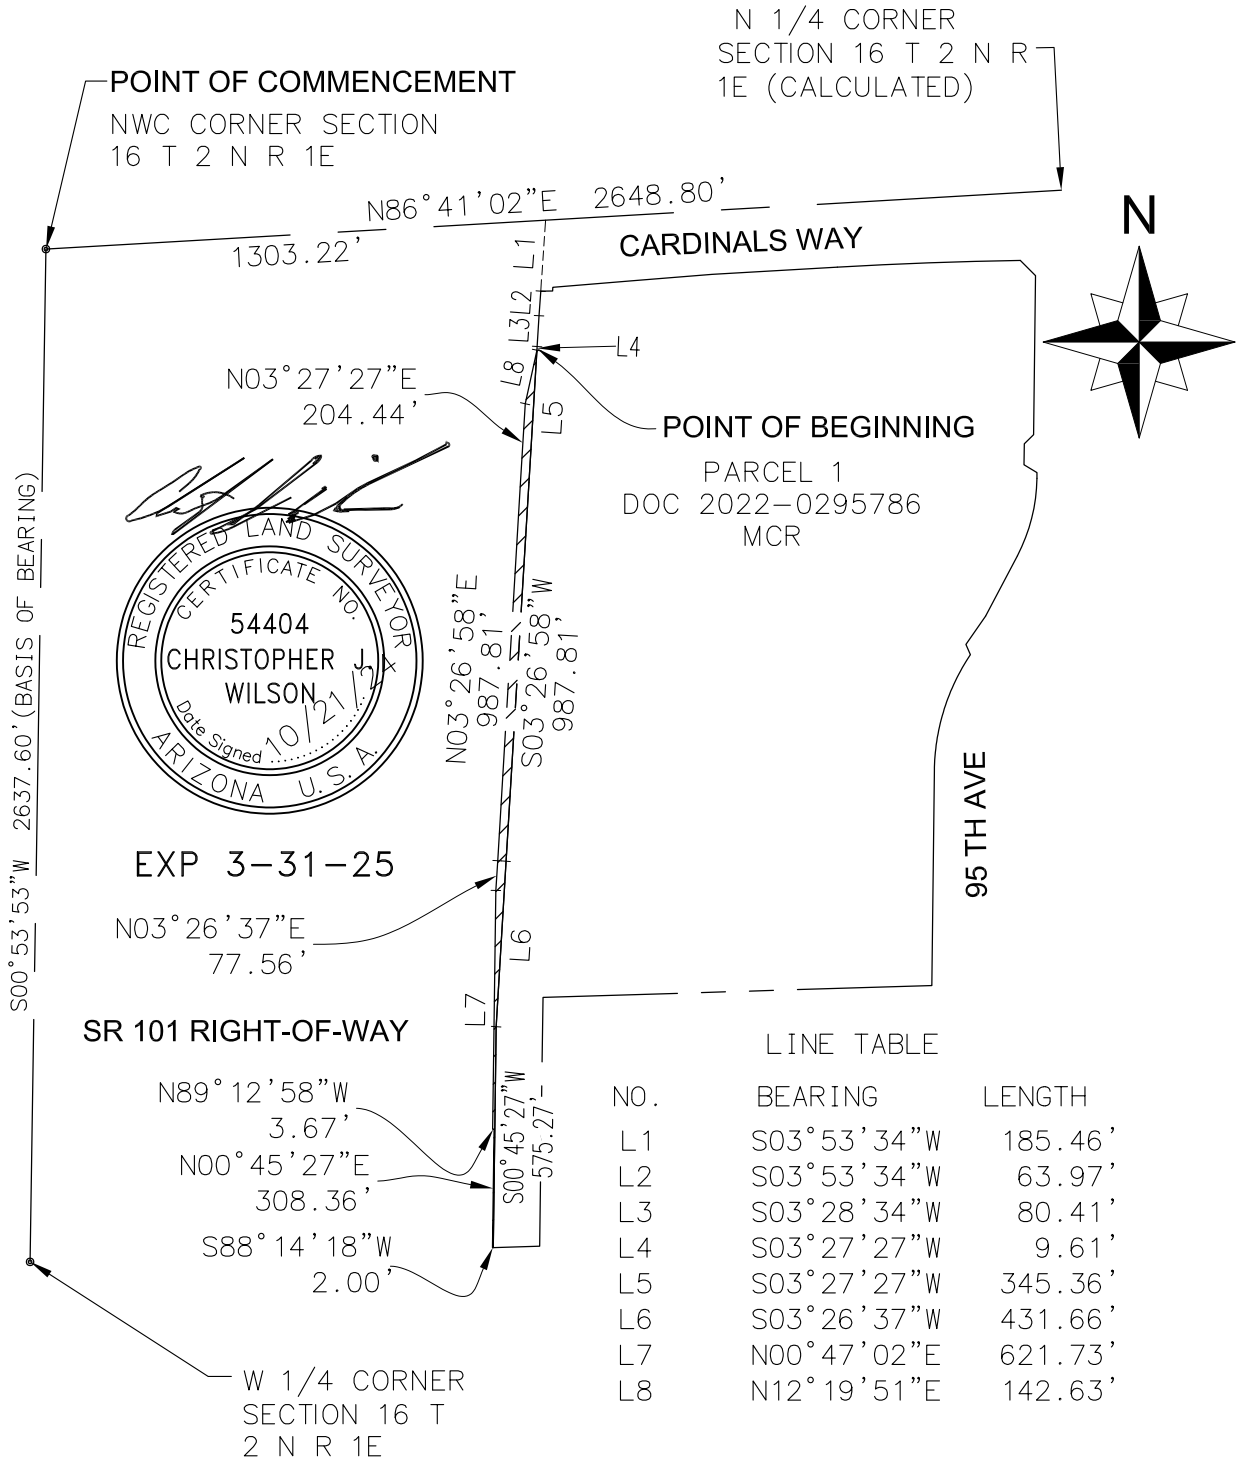 N 1/4 CORNER
SECTION 16 T 2 N R
1E (CALCULATED)
POINT OF COMMENCEMENT
NWC CORNER SECTION
16 T 2 N R 1E
N86°41'02"E 2648.80'
1303.22'
CARDINALS WAY
N
L1
L2
L3
L4
L8
L5
N03°27'27"E
204.44'
POINT OF BEGINNING
PARCEL 1
DOC 2022-0295786
MCR
S00°53'53"W 2637.60'(BASIS OF BEARING)
REGISTERED LAND SURVEYOR
CERTIFICATE NO.
54404
CHRISTOPHER J.
WILSON
Date Signed 10/21/24
ARIZONA U.S.A.
N03°26'58"E
987.81'
S03°26'58"W
987.81'
95 TH AVE
EXP 3-31-25
N03°26'37"E
77.56'
L6
L7
SR 101 RIGHT-OF-WAY
N89°12'58"W
3.67'
N00°45'27"E
308.36'
S88°14'18"W
2.00'
S00°45'27"W
575.27'
W 1/4 CORNER
SECTION 16 T
2 N R 1E
LINE TABLE
NO. BEARING LENGTH
L1 S03°53'34"W 185.46'
L2 S03°53'34"W 63.97'
L3 S03°28'34"W 80.41'
L4 S03°27'27"W 9.61'
L5 S03°27'27"W 345.36'
L6 S03°26'37"W 431.66'
L7 N00°47'02"E 621.73'
L8 N12°19'51"E 142.63'